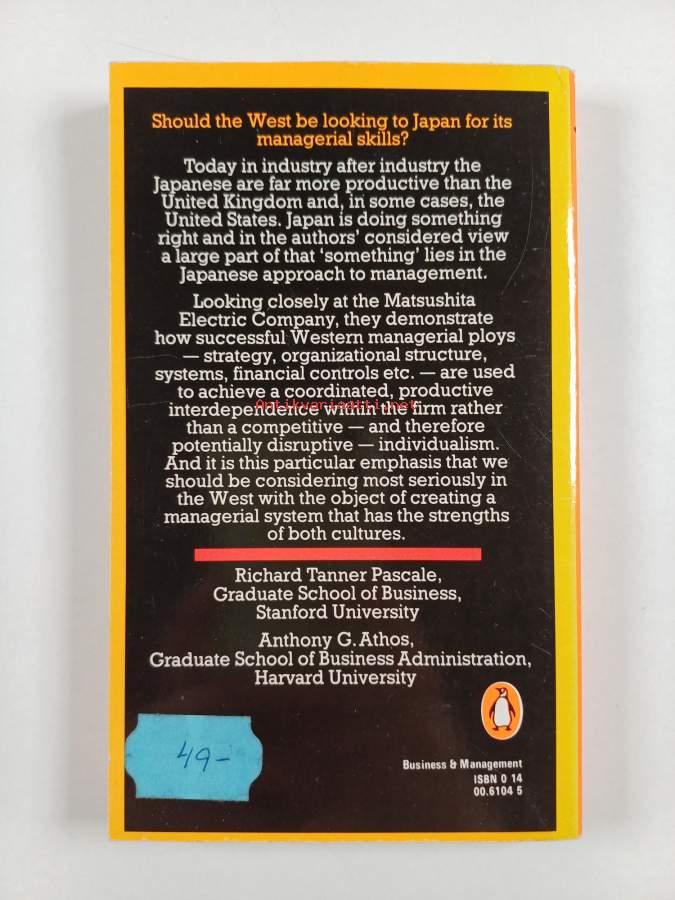 Should the West be looking to Japan for its
managerial skills?
Today in industry after industry the
Japanese are far more productive than the
United Kingdom and, in some cases, the
United States. Japan is doing something
right and in the authors' considered view
a large part of that 'something' lies in the
Japanese approach to management.
Looking closely at the Matsushita
Electric Company, they demonstrate
how successful Western managerial ploys
— strategy, organizational structure,
systems, financial controls etc. — are used
to achieve a coordinated, productive
interdependence within the firm rather
Antikvariaatti.net
than a competitive — and therefore
potentially disruptive — individualism.
And it is this particular emphasis that we
should be considering most seriously in
the West with the object of creating a
managerial system that has the strengths
of both cultures.
Richard Tanner Pascale,
Graduate School of Business,
Stanford University
Anthony G. Athos,
Graduate School of Business Administration,
Harvard University
49-
Business & Management
ISBN 0 14
00.6104 5